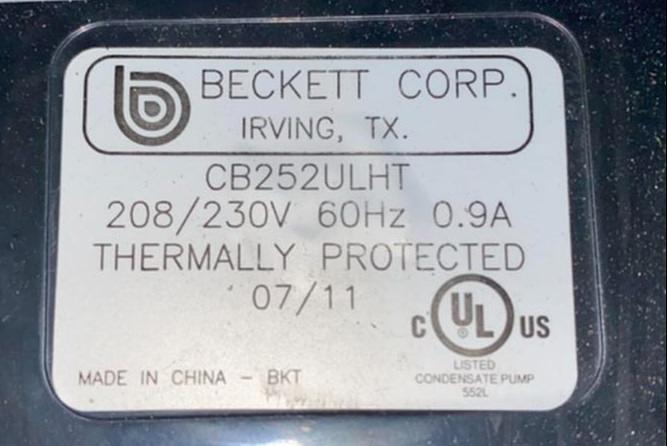 BECKETT CORP.
IRVING, TX.
CB252ULHT
208/230V 60Hz 0.9A
THERMALLY PROTECTED
07/11
C UL US
LISTED
CONDENSATE PUMP
552L
MADE IN CHINA - BKT